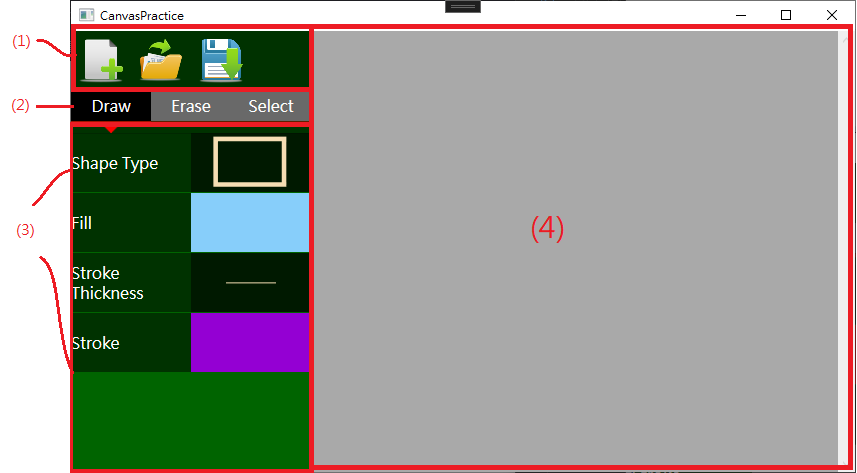 CanvasPractice
(1)
(2)
Draw Erase Select
Shape Type
(3)
Fill
(4)
Stroke
Thickness
Stroke